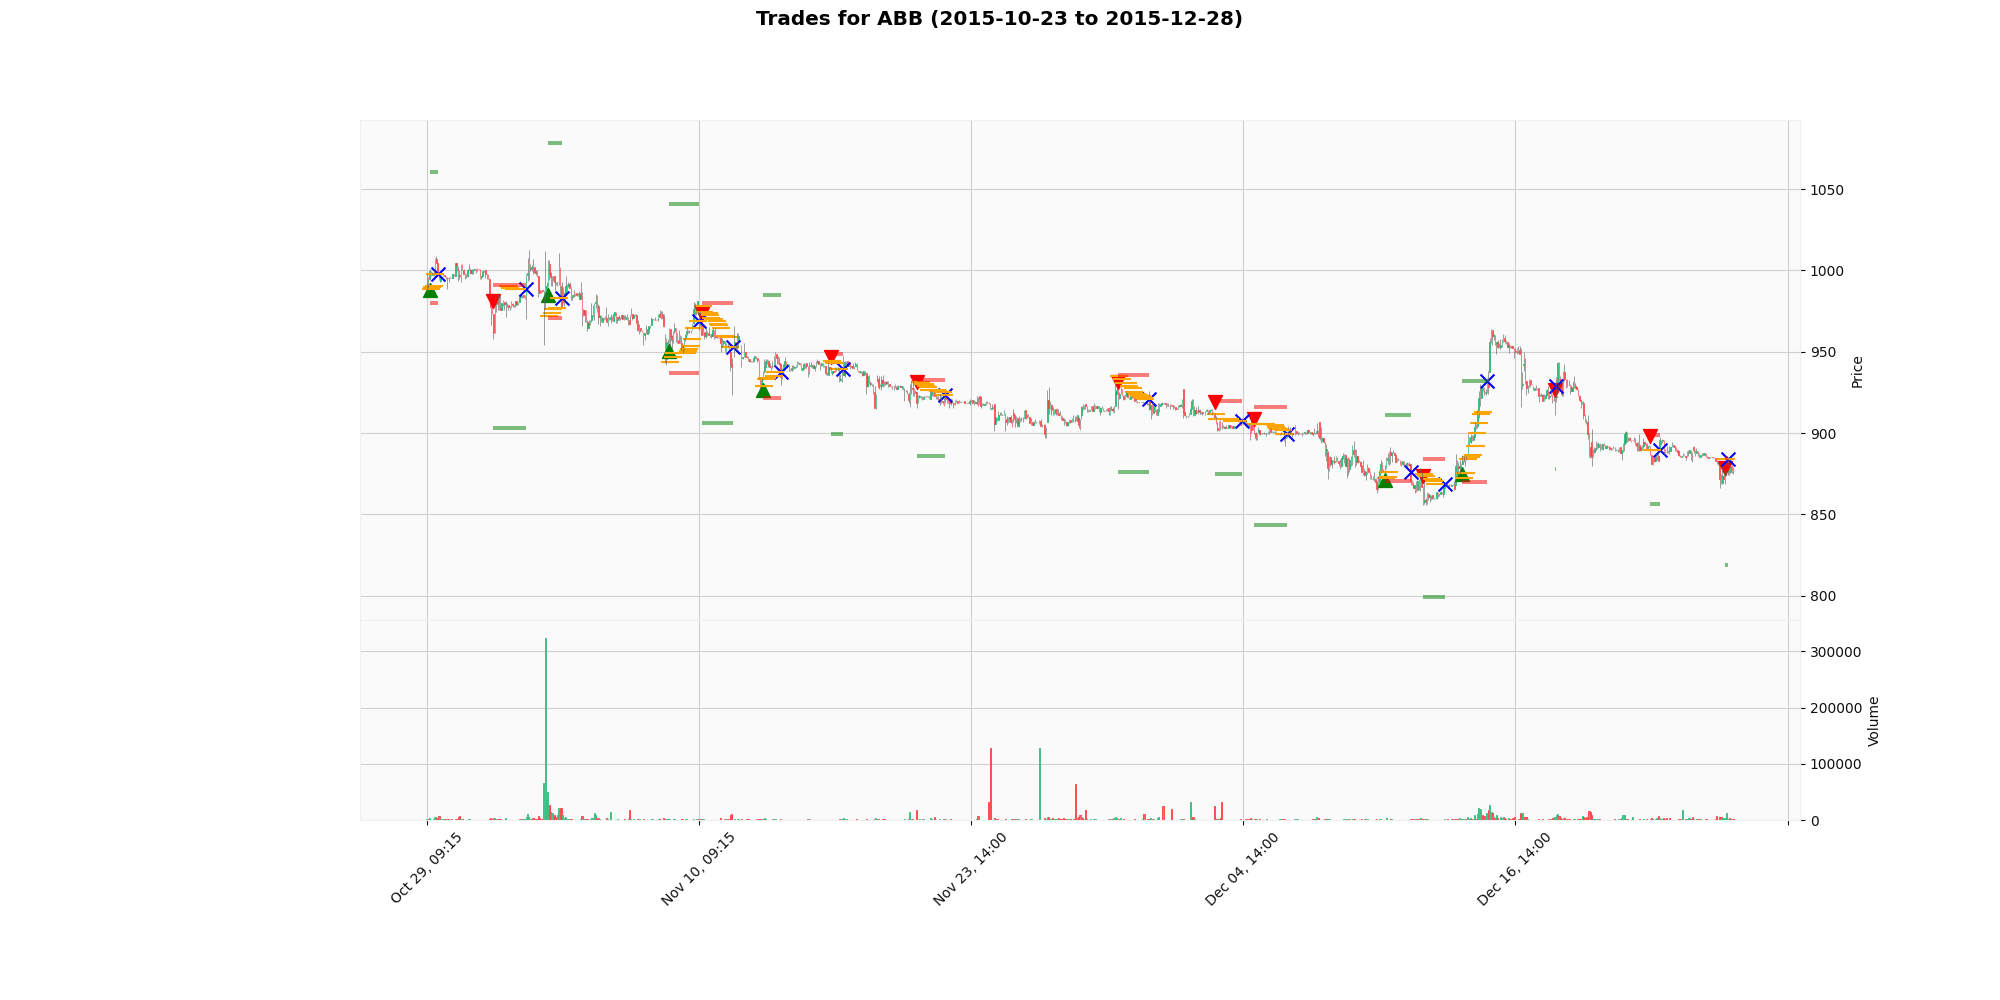 Trades for ABB (2015-10-23 to 2015-12-28)
1050
1000
950
900
850
800
Price
300000
200000
100000
0
Volume
Oct 29, 09:15
Nov 10, 09:15
Nov 23, 14:00
Dec 04, 14:00
Dec 16, 14:00